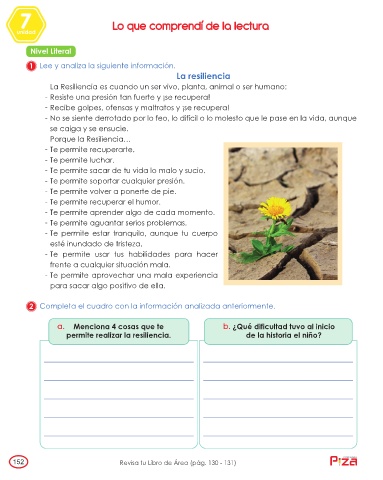 7
unidad
Lo que comprendí de la lectura
Nivel Literal
1 Lee y analiza la siguiente información.
La resiliencia
La Resiliencia es cuando un ser vivo, planta, animal o ser humano:
- Resiste una presión tan fuerte y ¡se recupera!
- Recibe golpes, ofensas y maltratos y ¡se recupera!
- No se siente derrotado por lo feo, lo difícil o lo molesto que le pase en la vida, aunque
se caiga y se ensucie.
Porque la Resiliencia...
- Te permite recuperarte.
- Te permite luchar.
- Te permite sacar de tu vida lo malo y sucio.
- Te permite soportar cualquier presión.
- Te permite volver a ponerte de pie.
- Te permite recuperar el humor.
- Te permite aprender algo de cada momento.
- Te permite aguantar serios problemas.
- Te permite estar tranquilo, aunque tu cuerpo
esté inundado de tristeza.
- Te permite usar tus habilidades para hacer
frente a cualquier situación mala.
- Te permite aprovechar una mala experiencia
para sacar algo positivo de ella.
2 Completa el cuadro con la información analizada anteriormente.
a. Menciona 4 cosas que te
permite realizar la resiliencia.
b. ¿Qué dificultad tuvo al inicio
de la historia el niño?
152
Revisa tu Libro de Área (pág. 130 - 131)